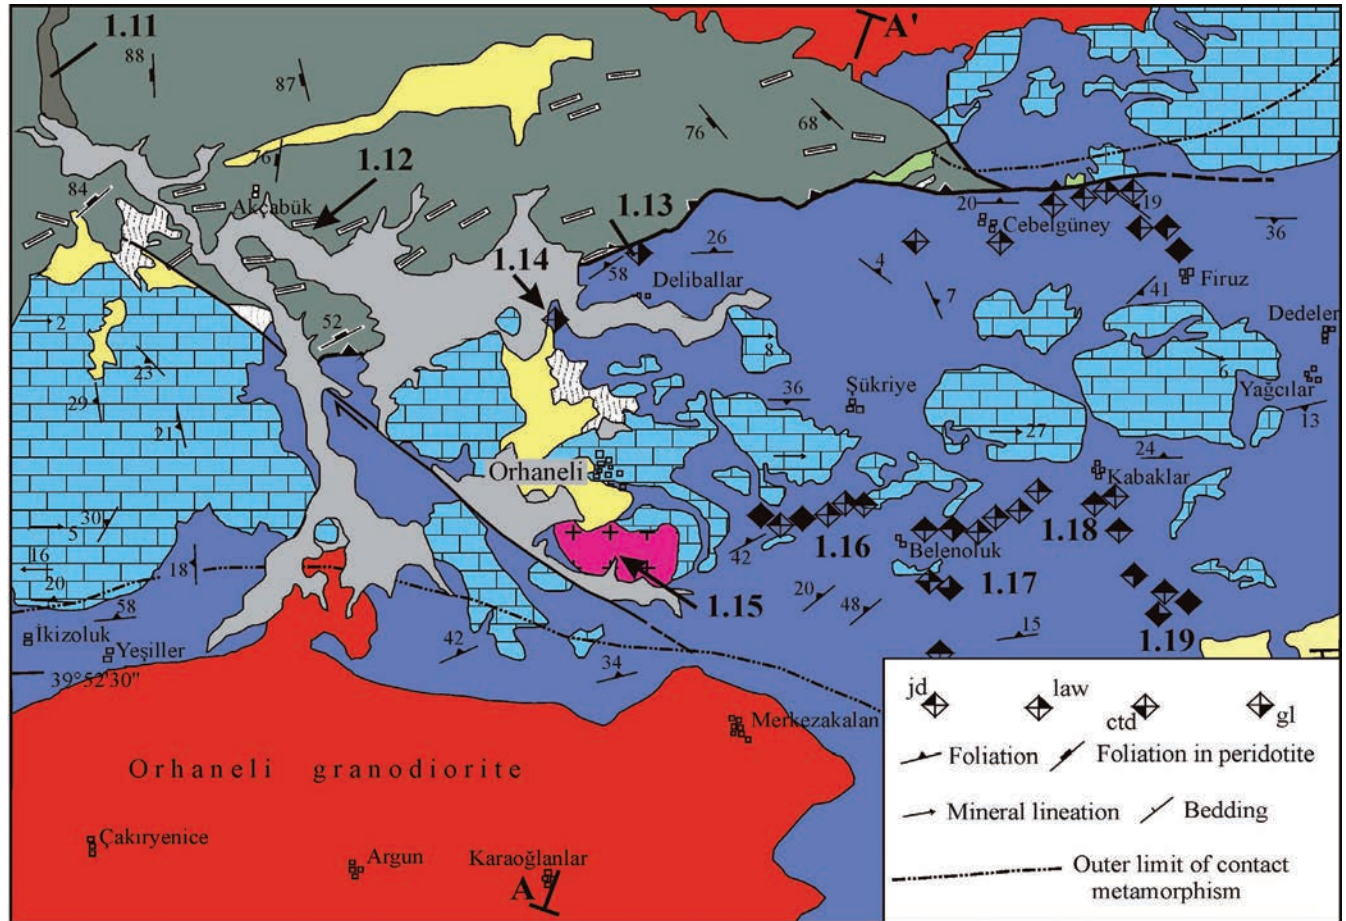 1.11
A'
88
87
76
68
76
1.12
84
Akçabük
1.13
20
Cebelgüney
19
36
26
58
4
1.14
Deliballar
7
41
Firuz
2
52
Dedeler
8
23
6
36
Şükriye
Yağcılar
29
13
21
27
24
Orhaneli
Kabaklar
30
5
42
1.16
1.18
Belenoluk
16
18
20
1.17
20
48
1.15
58
15
1.19
İkizoluk
42
Yeşiller
34
39°52'30"
jd
law
ctd
gl
Merkezakalan
Foliation
Foliation in peridotite
Orhaneli granodiorite
Mineral lineation
Bedding
Çakıryenice
Argun
Karaoğlanlar
Outer limit of contact
metamorphism
A